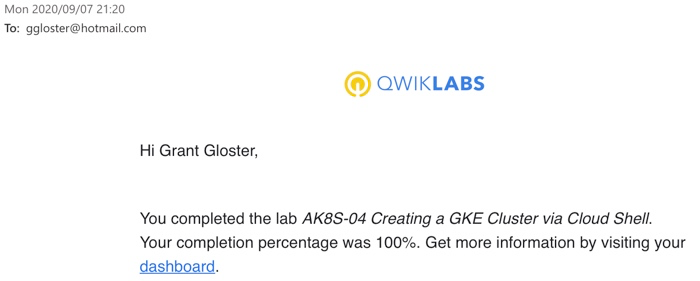 Mon 2020/09/07 21:20
To: ggloster@hotmail.com
QWIKLABS
Hi Grant Gloster,
You completed the lab AK8S-04 Creating a GKE Cluster via Cloud Shell.
Your completion percentage was 100%. Get more information by visiting your
dashboard.